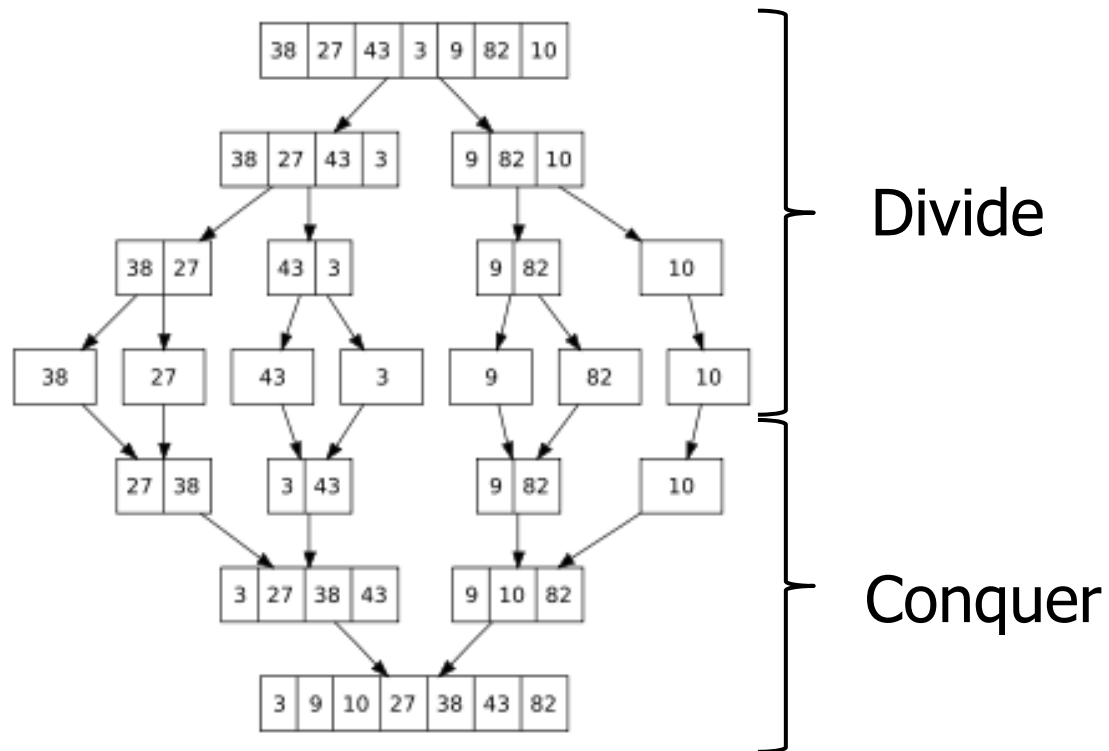 38 27 43 3 9 82 10
38 27 43 3 9 82 10
Divide
38 27 43 3 9 82 10
38 27 43 3 9 82 10
27 38 3 43 9 82 10
3 27 38 43 9 10 82
Conquer
3 9 10 27 38 43 82